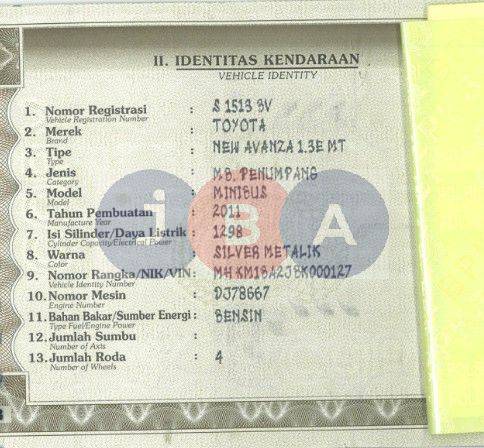 II. IDENTITAS KENDARAAN
VEHICLE IDENTITY
1. Nomor Registrasi : S 1513 BV
Vehicle Registration Number
2. Merek : TOYOTA
Brand
3. Tipe : NEW AVANZA 1.3E MT
Type
4. Jenis : MB. PENUMPANG
Category
5. Model : MINIBUS
Model
6. Tahun Pembuatan : 2011
Manufacture Year
7. Isi Silinder/Daya Listrik : 1298
Cylinder Capacity/Electrical Power
8. Warna : SILVER METALIK
Color
9. Nomor Rangka/NIK/VIN : MHKM1BA2JBK000127
Vehicle Identity Number
10. Nomor Mesin : DJ78667
Engine Number
11. Bahan Bakar/Sumber Energi : BENSIN
Type Fuel/Engine Power
12. Jumlah Sumbu :
Number of Axis
13. Jumlah Roda : 4
Number of Wheels
iBA